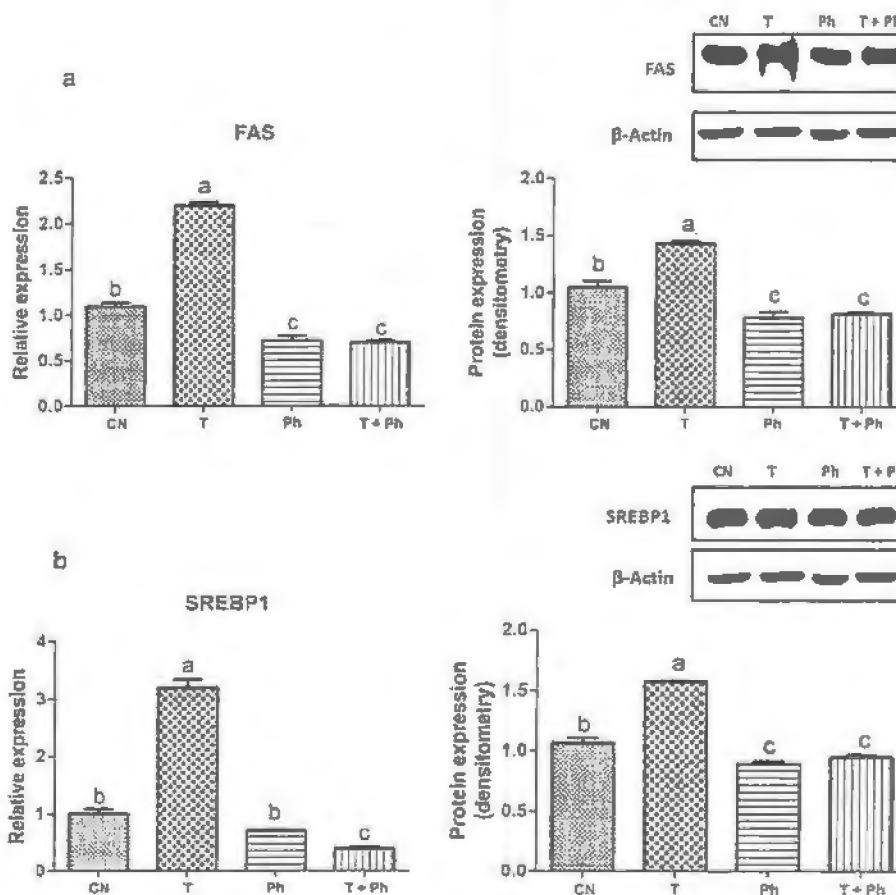 a
FAS
Relative expression
2.5
2.0
1.5
1.0
0.5
0.0
b
a
c
c
CN
T
Ph
T + Ph
CN T Ph T + Ph
FAS
β-Actin
Protein expression
(densitometry)
2.0
1.5
1.0
0.5
0.0
b
a
c
c
CN
T
Ph
T+Ph
b
SREBP1
Relative expression
4
3
2
1
0
b
a
b
c
CN
T
Ph
T + Ph
CN T Ph T + P
SREBP1
β-Actin
Protein expression
(densitometry)
2.0
1.5
1.0
0.5
0.0
b
a
c
c
CN
T
Ph
T + Ph